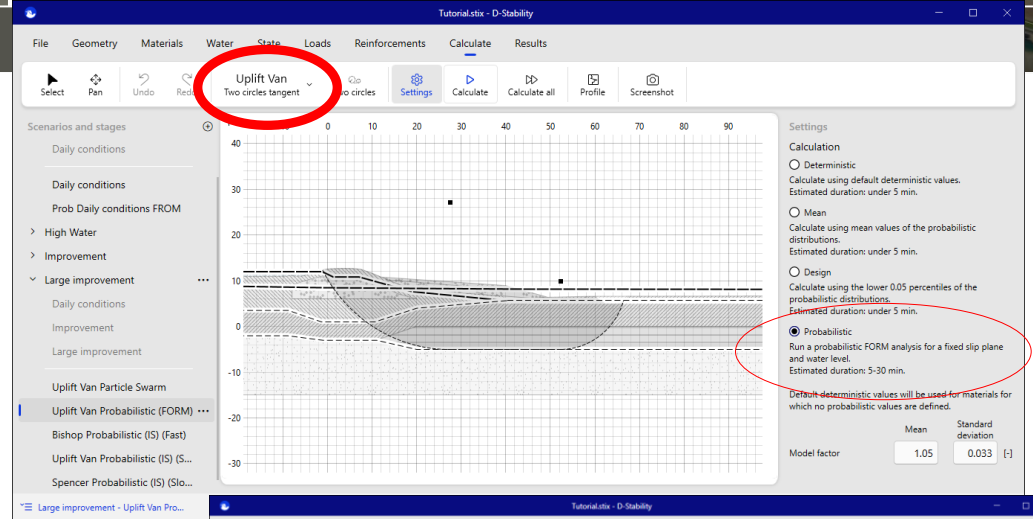 Tutorial.stix - D-Stability
File Geometry Materials Water State Loads Reinforcements Calculate Results
Select
Pan
Undo
Redo
Uplift Van
Two circles tangent
circles
Settings
Calculate
Calculate all
Profile
Screenshot
Scenarios and stages
Daily conditions
Daily conditions
Prob Daily conditions FROM
High Water
Improvement
Large improvement
Daily conditions
Improvement
Large improvement
Uplift Van Particle Swarm
Uplift Van Probabilistic (FORM)
Bishop Probabilistic (IS) (Fast)
Uplift Van Probabilistic (IS) (S...
Spencer Probabilistic (IS) (Slo...
Large improvement - Uplift Van Pro...
0 10 20 30 40 50 60 70 80 90
40
30
20
10
0
-10
-20
-30
Settings
Calculation
Deterministic
Calculate using default deterministic values.
Estimated duration: under 5 min.
Mean
Calculate using mean values of the probabilistic
distributions.
Estimated duration: under 5 min.
Design
Calculate using the lower 0.05 percentiles of the
probabilistic distributions.
Estimated duration: under 5 min.
Probabilistic
Run a probabilistic FORM analysis for a fixed slip plane
and water level.
Estimated duration: 5-30 min.
Default deterministic values will be used for materials for
which no probabilistic values are defined.
Mean
Standard
deviation
Model factor 1.05 0.033 [-]
Tutorial.stix - D-Stability